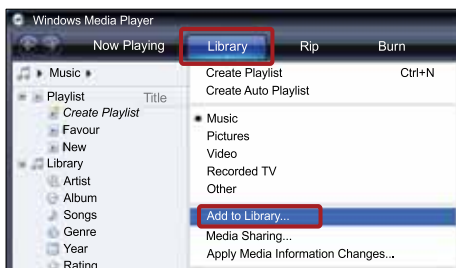 Windows Media Player
Now Playing Library Rip Burn
Music
Create Playlist Ctrl+N
Create Auto Playlist
Playlist Title
Create Playlist
Favour
New
Library
Artist
Album
Songs
Genre
Year
Rating
Music
Pictures
Video
Recorded TV
Other
Add to Library...
Media Sharing...
Apply Media Information Changes...